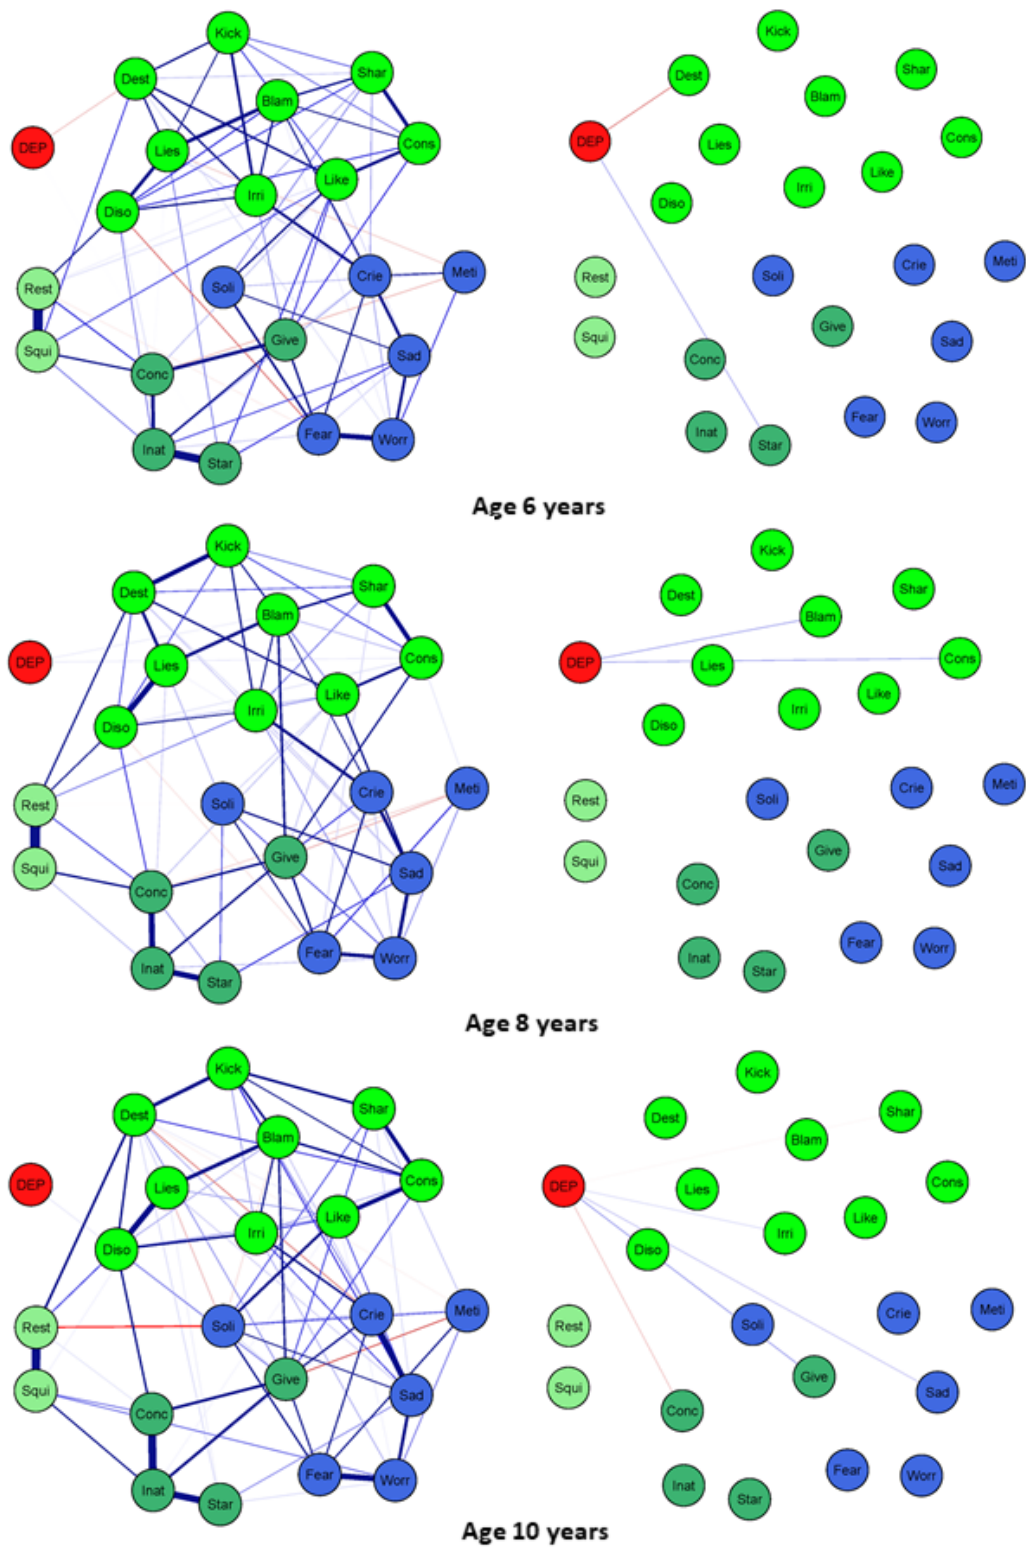 Kick Kick
Dest Shar Dest Shar
Blam Blam
DEP Lies Cons DEP Lies Cons
Irri Like Irri Like
Diso Diso
Rest Soli Crie Meti Rest Soli Crie Meti
Squi Give Sad Squi Give Sad
Conc Conc
Inat Star Fear Worr Inat Star Fear Worr
Age 6 years
Kick Kick
Dest Shar Dest Shar
Blam Blam
DEP Lies Cons DEP Lies Cons
Irri Like Irri Like
Diso Diso
Rest Soli Crie Meti Rest Soli Crie Meti
Squi Give Sad Squi Give Sad
Conc Conc
Inat Star Fear Worr Inat Star Fear Worr
Age 8 years
Kick Kick
Dest Shar Dest Shar
Blam Blam
DEP Lies Cons DEP Lies Cons
Irri Like Irri Like
Diso Diso
Rest Soli Crie Meti Rest Soli Crie Meti
Squi Give Sad Squi Give Sad
Conc Conc
Inat Star Fear Worr Inat Star Fear Worr
Age 10 years